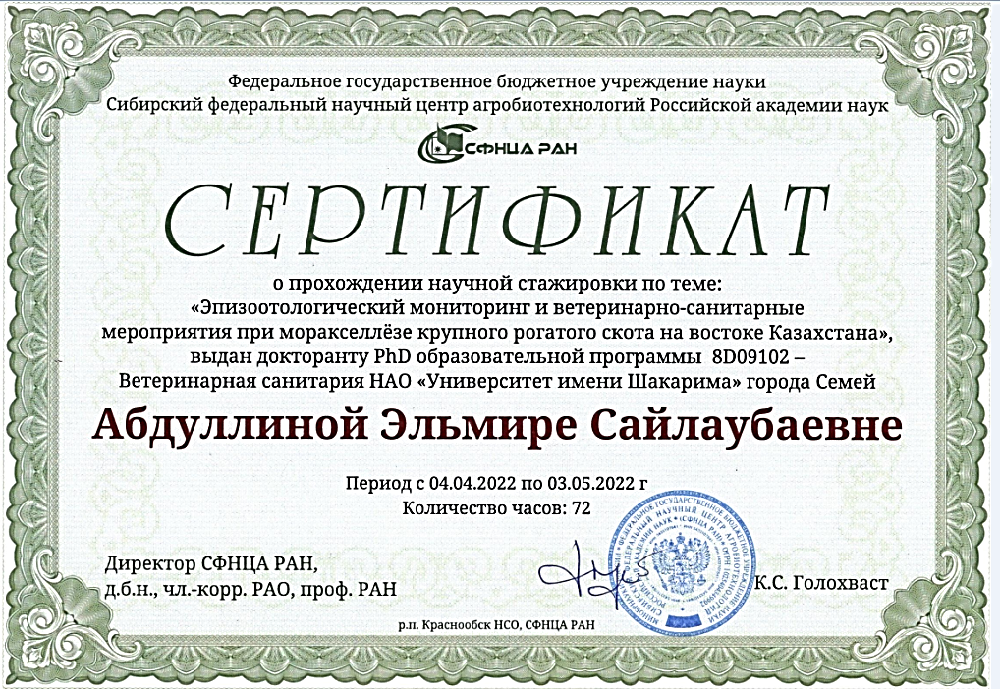 Федеральное государственное бюджетное учреждение науки
Сибирский федеральный научный центр агробиотехнологий Российской академии наук
СФНЦА РАН
СЕРТИФИКАТ
о прохождении научной стажировки по теме:
«Эпизоотологический мониторинг и ветеринарно-санитарные
мероприятия при моракселлёзе крупного рогатого скота на востоке Казахстана»,
выдан докторанту PhD образовательной программы 8D09102 –
Ветеринарная санитария НАО «Университет имени Шакарима» города Семей
Абдуллиной Эльмире Сайлаубаевне
Период с 04.04.2022 по 03.05.2022 г
Количество часов: 72
Директор СФНЦА РАН,
д.б.н., чл.-корр. РАО, проф. РАН
К.С. Голохваст
р.п. Краснообск НСО, СФНЦА РАН